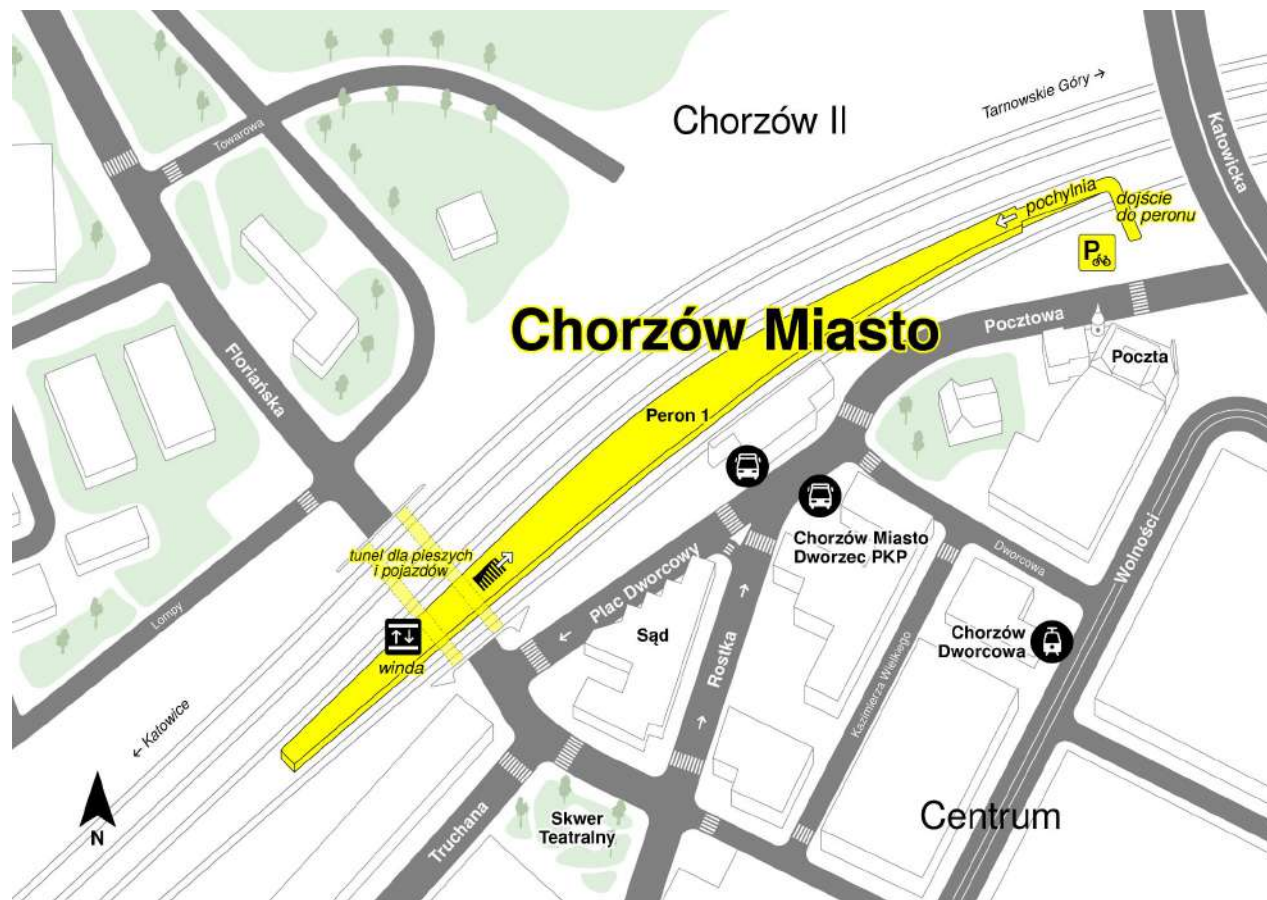 Chorzów II
Tarnowskie Góry →
Katowicka
Towarowa
pochylnia
dojście
do peronu
P
Chorzów Miasto
Pocztowa
Poczta
Floriańska
Peron 1
Wolności
tunel dla pieszych
i pojazdów
Chorzów Miasto
Dworzec PKP
Dworcowa
Plac Dworcowy
←
Lompy
Sąd
Rostka
Kazimierza Wielkiego
Chorzów
Dworcowa
winda
← Katowice
N
Truchana
Skwer
Teatralny
Centrum